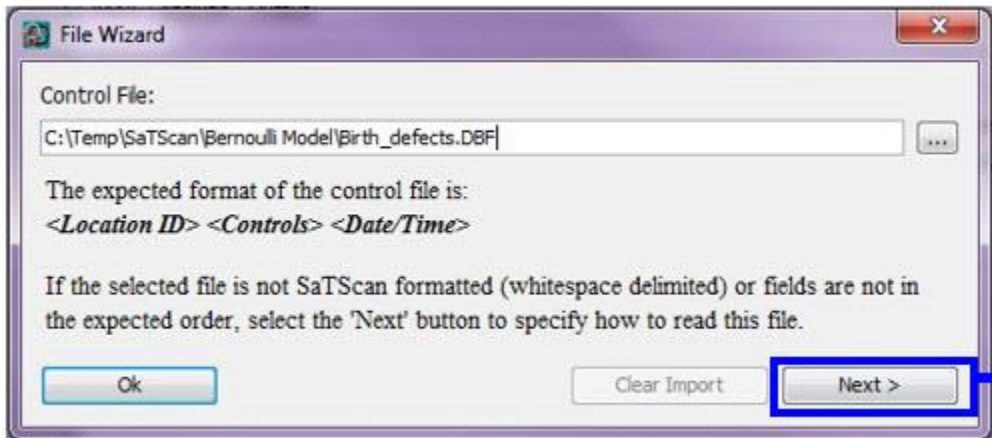 File Wizard
Control File:
C:\Temp\SaTScan\Bernoulli Model\Birth_defects.DBF
...
The expected format of the control file is:
<Location ID> <Controls> <Date/Time>
If the selected file is not SaTScan formatted (whitespace delimited) or fields are not in
the expected order, select the 'Next' button to specify how to read this file.
Ok
Clear Import
Next >